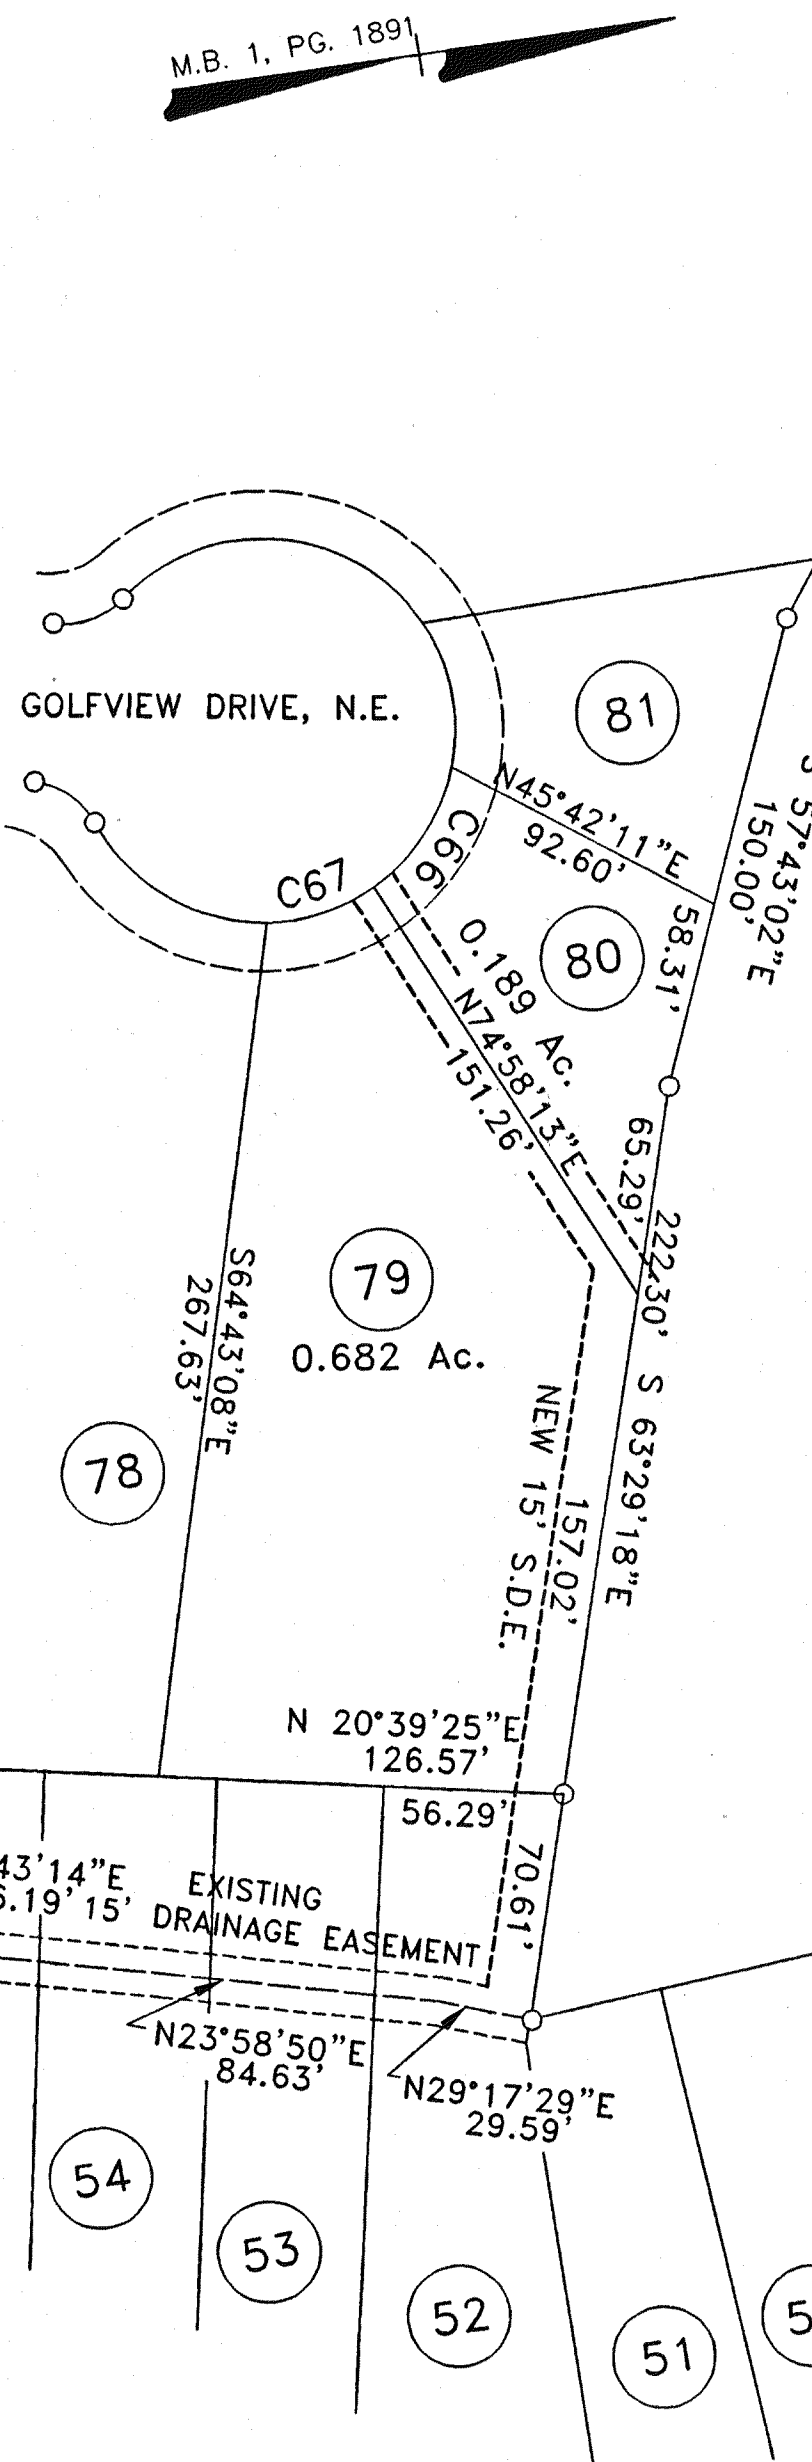 M.B. 1, PG. 1891
GOLFVIEW DRIVE, N.E.
81
N45°42'11"E
92.60'
S 57°43'02"E
150.00'
C66
C67
58.31'
80
0.189 Ac.
N74°58'13"E
151.26'
65.29'
222.30' S 63°29'18"E
79
0.682 Ac.
S64°43'08"E
267.63'
78
NEW 15' S.D.E.
157.02'
N 20°39'25"E
126.57'
56.29'
70.61'
43'14"E
6.19'
EXISTING
15' DRAINAGE EASEMENT
N23°58'50"E
84.63'
N29°17'29"E
29.59'
54
53
52
51
5